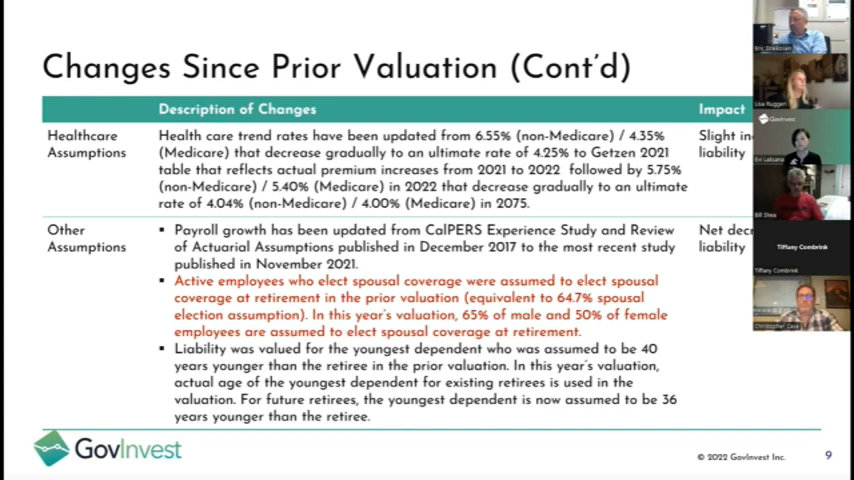 Changes Since Prior Valuation (Cont'd)
Description of Changes
Impact
Healthcare
Assumptions
Health care trend rates have been updated from 6.55% (non-Medicare) / 4.35%
(Medicare) that decrease gradually to an ultimate rate of 4.25% to Getzen 2021
table that reflects actual premium increases from 2021 to 2022 followed by 5.75%
(non-Medicare) / 5.40% (Medicare) in 2022 that decrease gradually to an ultimate
rate of 4.04% (non-Medicare) / 4.00% (Medicare) in 2075.
Slight in
liability
Other
Assumptions
▪ Payroll growth has been updated from CalPERS Experience Study and Review
of Actuarial Assumptions published in December 2017 to the most recent study
published in November 2021.
▪ Active employees who elect spousal coverage were assumed to elect spousal
coverage at retirement in the prior valuation (equivalent to 64.7% spousal
election assumption). In this year's valuation, 65% of male and 50% of female
employees are assumed to elect spousal coverage at retirement.
▪ Liability was valued for the youngest dependent who was assumed to be 40
years younger than the retiree in the prior valuation. In this year's valuation,
actual age of the youngest dependent for existing retirees is used in the
valuation. For future retirees, the youngest dependent is now assumed to be 36
years younger than the retiree.
Net decr
liability
GovInvest
© 2022 GovInvest Inc.
9
Lisa Ruggeri
GovInvest
Evi Laksana
Bill Shea
Tiffany Combrink
Tiffany Combrink
Christopher Cava